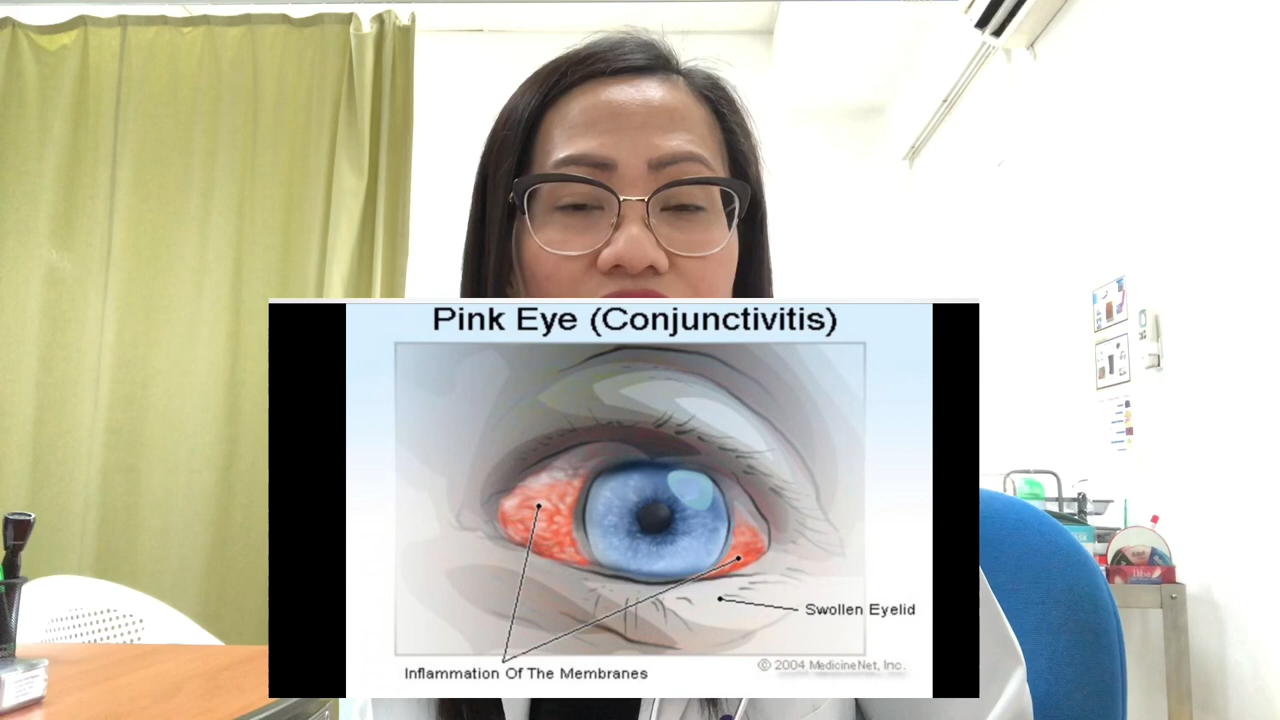 Pink Eye (Conjunctivitis)
Swollen Eyelid
Inflammation Of The Membranes
© 2004 MedicineNet, Inc.